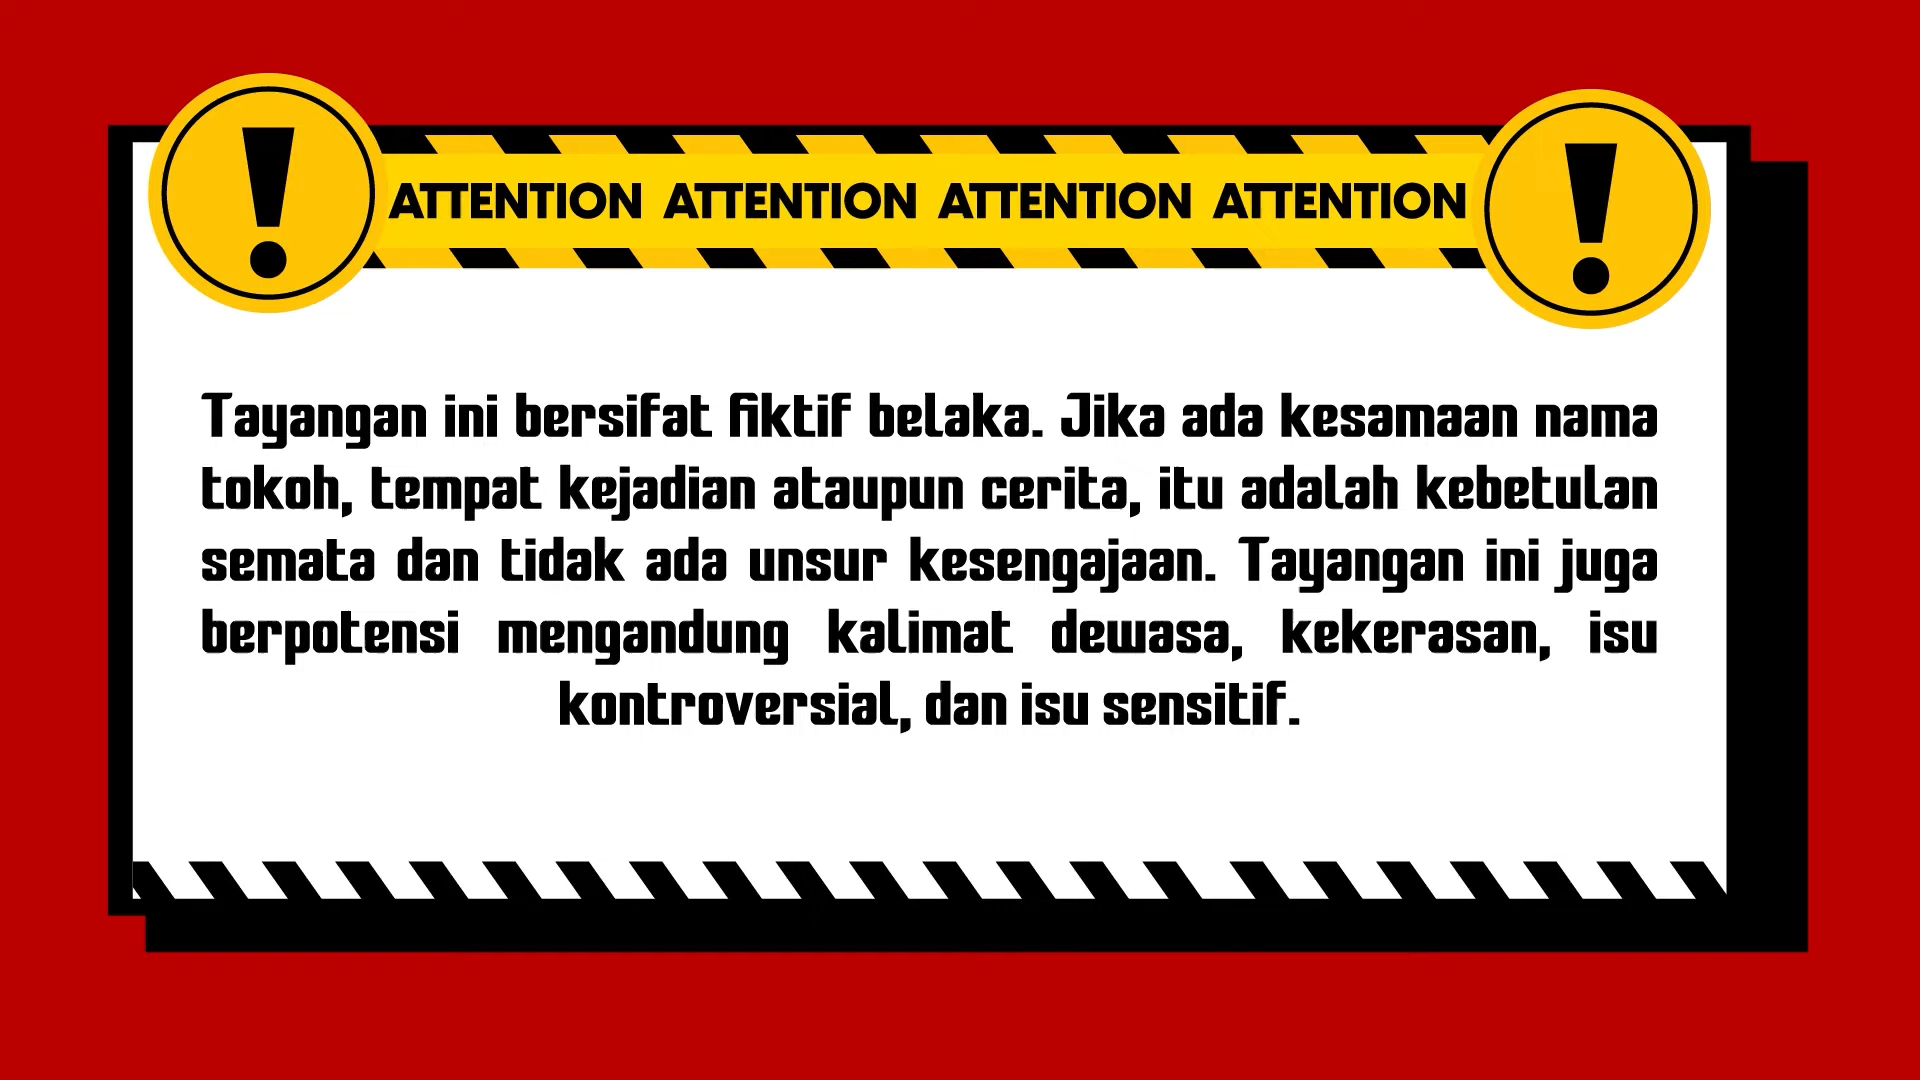 ATTENTION ATTENTION ATTENTION ATTENTION
Tayangan ini bersifat fiktif belaka. Jika ada kesamaan nama
tokoh, tempat kejadian ataupun cerita, itu adalah kebetulan
semata dan tidak ada unsur kesengajaan. Tayangan ini juga
berpotensi mengandung kalimat dewasa, kekerasan, isu
kontroversial, dan isu sensitif.